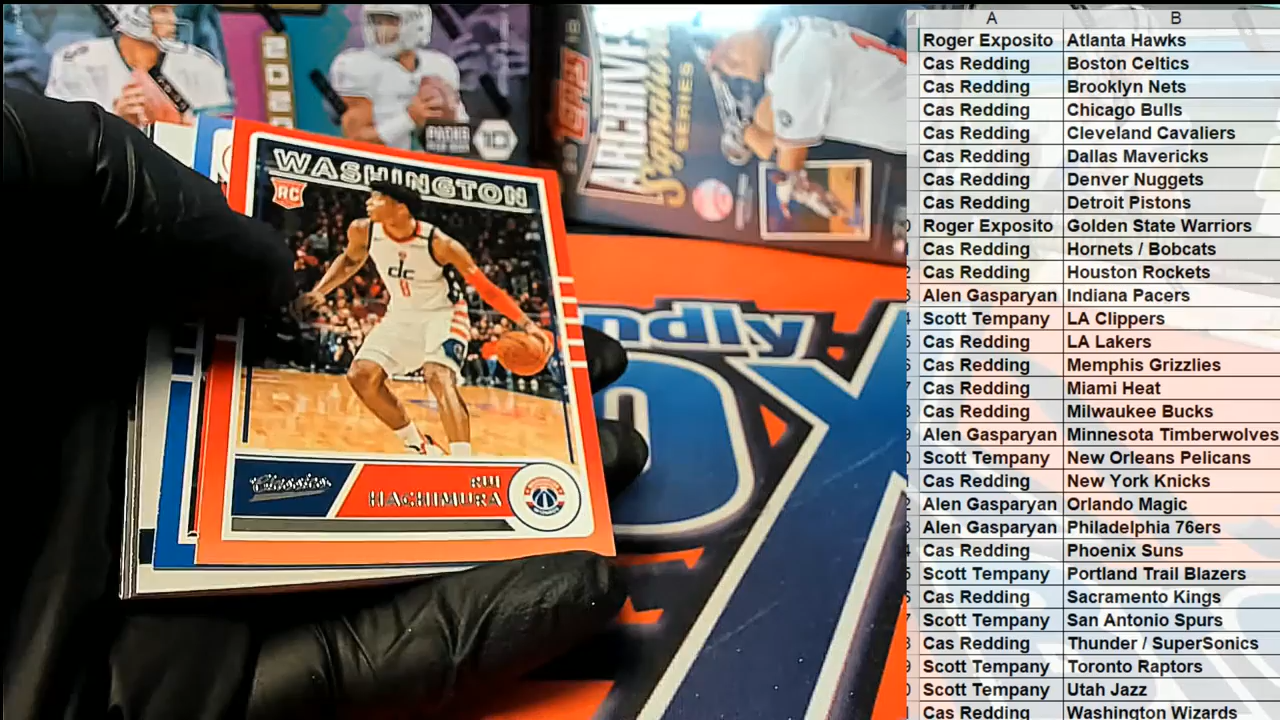 2020
PACKS
10
TOPPS
ARCHIVE
Signature
SERIES
WASHINGTON
RC
dc
8
Classics
RUI
HACHIMURA
WIZARDS
ndly
A B
Roger Exposito Atlanta Hawks
Cas Redding Boston Celtics
Cas Redding Brooklyn Nets
Cas Redding Chicago Bulls
Cas Redding Cleveland Cavaliers
Cas Redding Dallas Mavericks
Cas Redding Denver Nuggets
Cas Redding Detroit Pistons
Roger Exposito Golden State Warriors
Cas Redding Hornets / Bobcats
Cas Redding Houston Rockets
Alen Gasparyan Indiana Pacers
Scott Tempany LA Clippers
Cas Redding LA Lakers
Cas Redding Memphis Grizzlies
Cas Redding Miami Heat
Cas Redding Milwaukee Bucks
Alen Gasparyan Minnesota Timberwolves
Scott Tempany New Orleans Pelicans
Cas Redding New York Knicks
Alen Gasparyan Orlando Magic
Alen Gasparyan Philadelphia 76ers
Cas Redding Phoenix Suns
Scott Tempany Portland Trail Blazers
Cas Redding Sacramento Kings
Scott Tempany San Antonio Spurs
Cas Redding Thunder / SuperSonics
Scott Tempany Toronto Raptors
Scott Tempany Utah Jazz
Cas Redding Washington Wizards